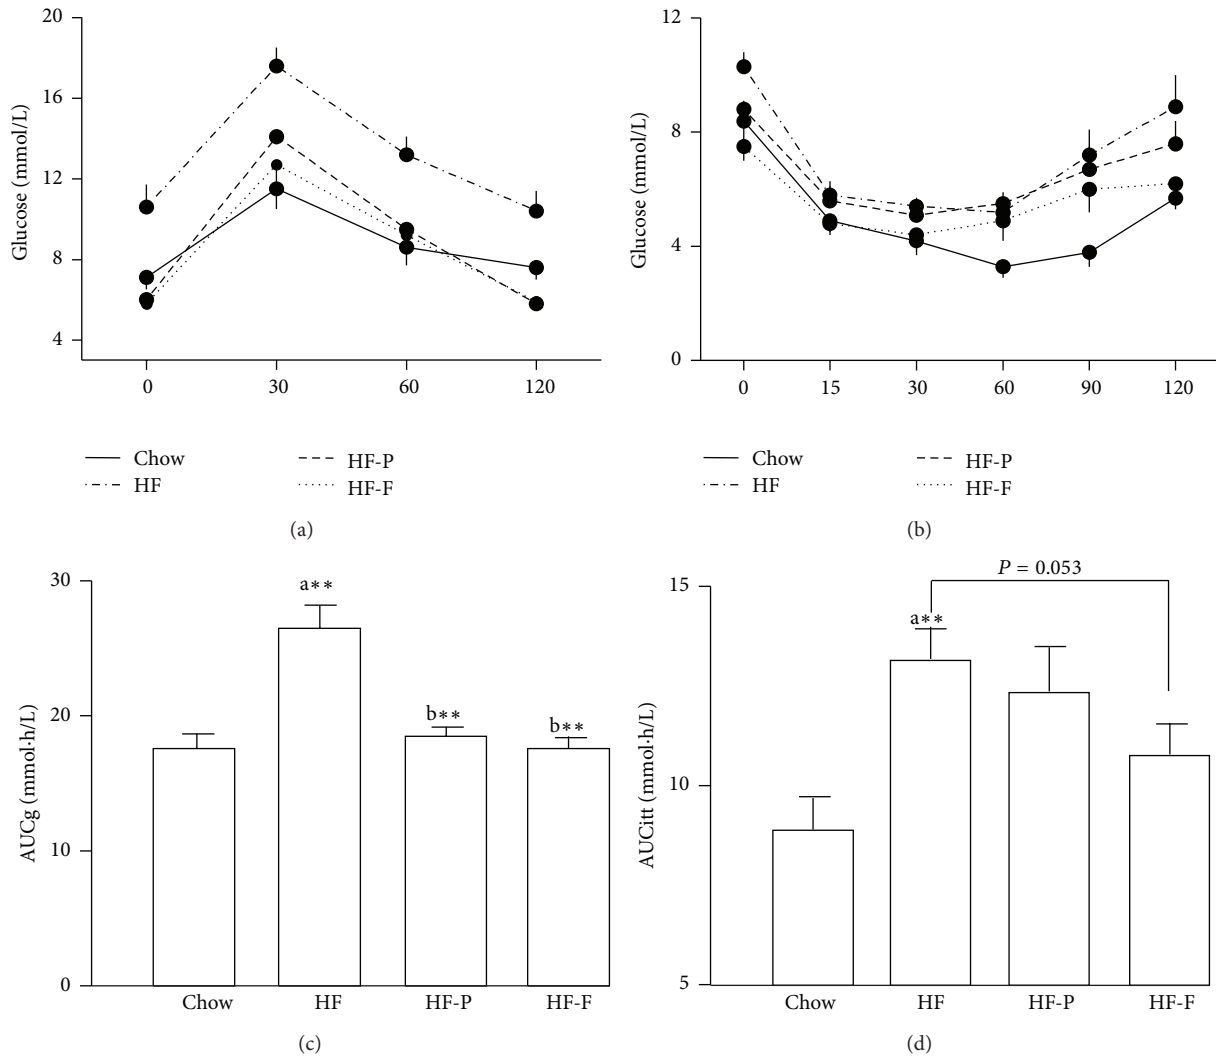 20
16
12
8
4
Glucose (mmol/L)
0 30 60 120
Chow
HF
HF-P
HF-F
(a)
12
8
4
0
Glucose (mmol/L)
0 15 30 60 90 120
Chow
HF
HF-P
HF-F
(b)
30
20
10
0
AUCg (mmol·h/L)
a∗∗
b∗∗
b∗∗
Chow HF HF-P HF-F
(c)
15
10
5
AUCitt (mmol·h/L)
P = 0.053
a∗∗
Chow HF HF-P HF-F
(d)